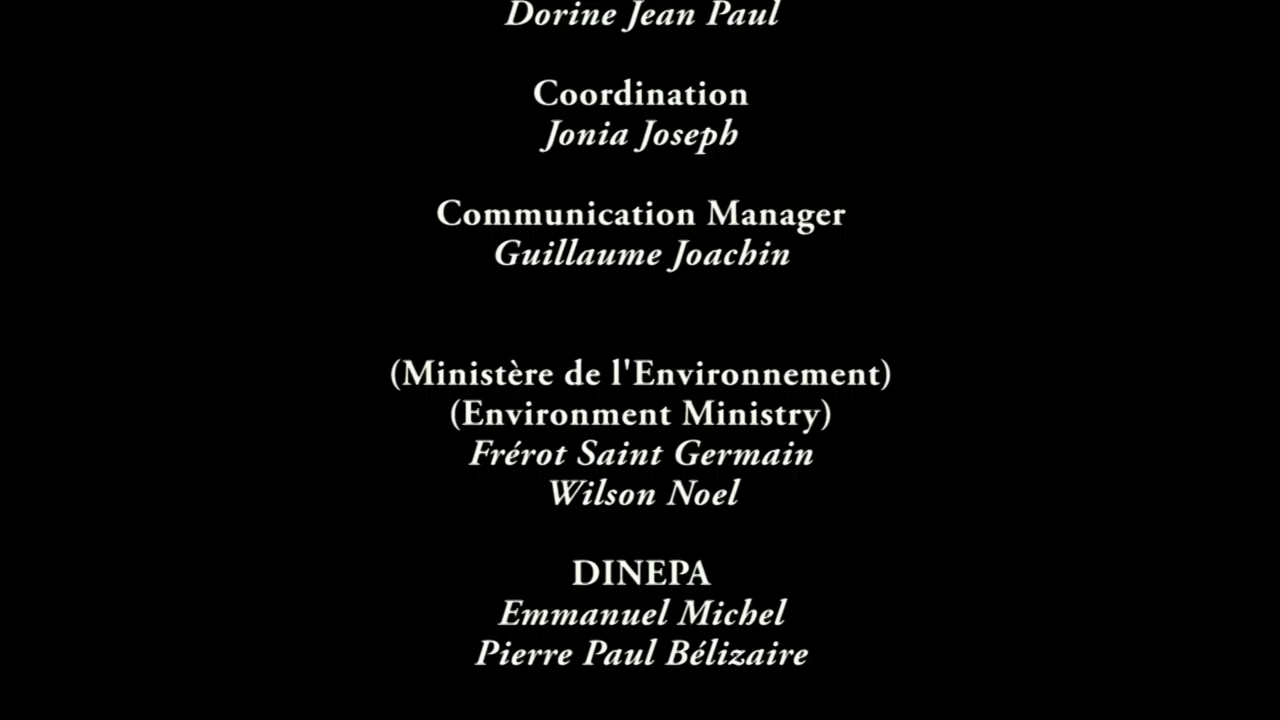 Dorine Jean Paul
Coordination
Jonia Joseph
Communication Manager
Guillaume Joachin
(Ministère de l'Environnement)
(Environment Ministry)
Frérot Saint Germain
Wilson Noel
DINEPA
Emmanuel Michel
Pierre Paul Bélizaire